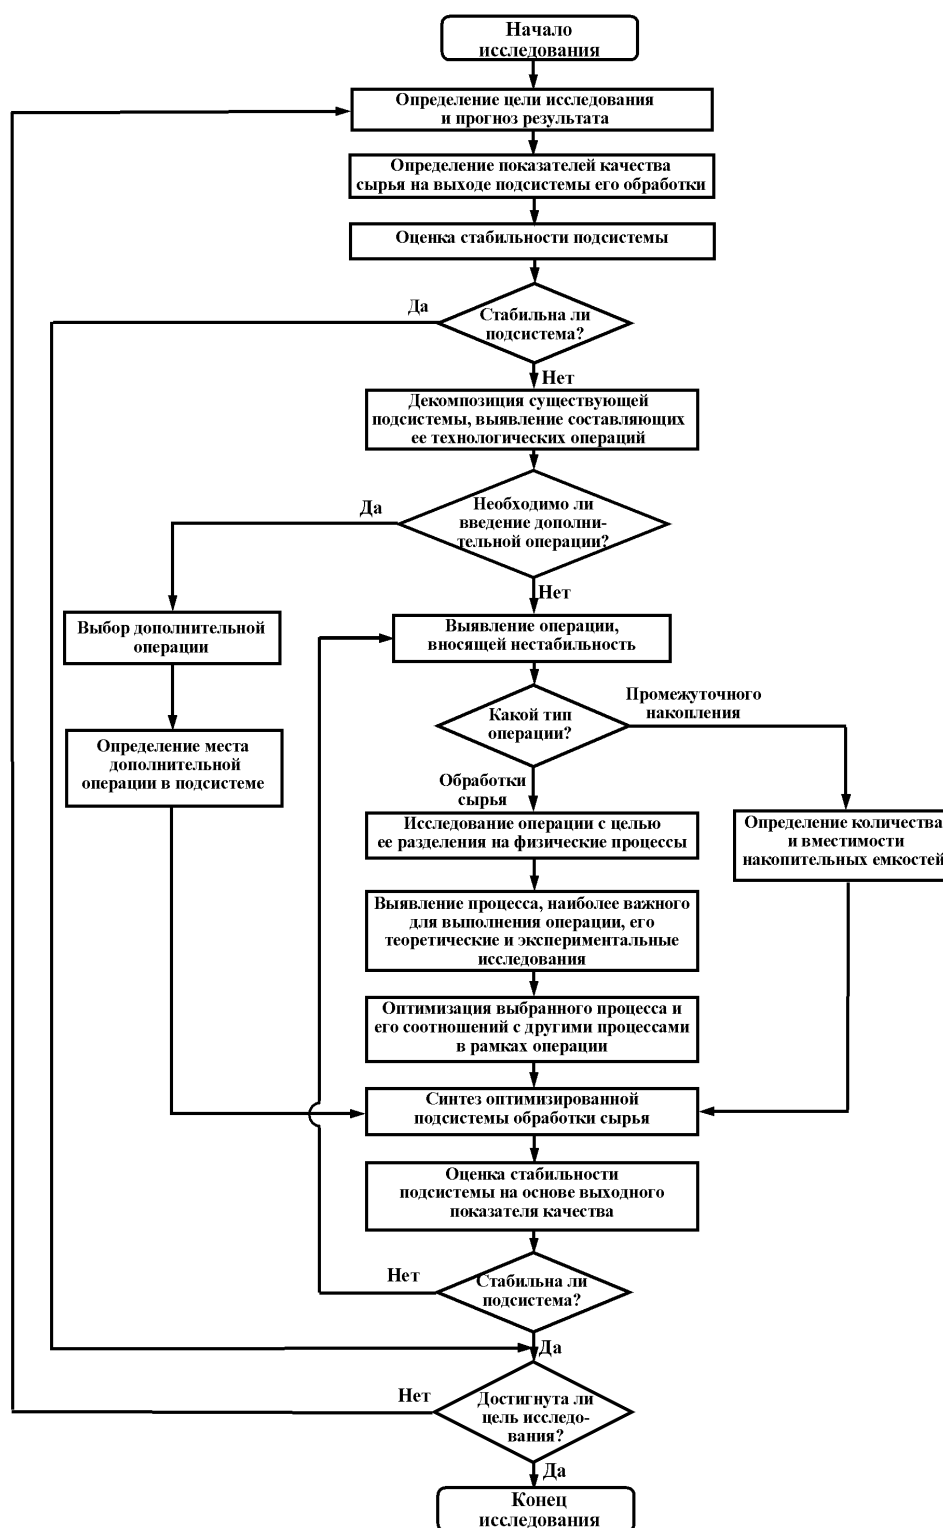 Начало
исследования
Определение цели исследования
и прогноз результата
Определение показателей качества
сырья на выходе подсистемы его обработки
Оценка стабильности подсистемы
Да
Стабильна ли
подсистема?
Нет
Декомпозиция существующей
подсистемы, выявление составляющих
ее технологических операций
Да
Необходимо ли
введение дополни-
тельной операции?
Нет
Выбор дополнительной
операции
Выявление операции,
вносящей нестабильность
Какой тип
операции?
Промежуточного
накопления
Определение места
дополнительной
операции в подсистеме
Обработки
сырья
Исследование операции с целью
ее разделения на физические процессы
Определение количества
и вместимости
накопительных емкостей
Выявление процесса, наиболее важного
для выполнения операции, его
теоретические и экспериментальные
исследования
Оптимизация выбранного процесса и
его соотношений с другими процессами
в рамках операции
Синтез оптимизированной
подсистемы обработки сырья
Оценка стабильности
подсистемы на основе выходного
показателя качества
Нет
Стабильна ли
подсистема?
Да
Нет
Достигнута ли
цель исследо-
вания?
Да
Конец
исследования